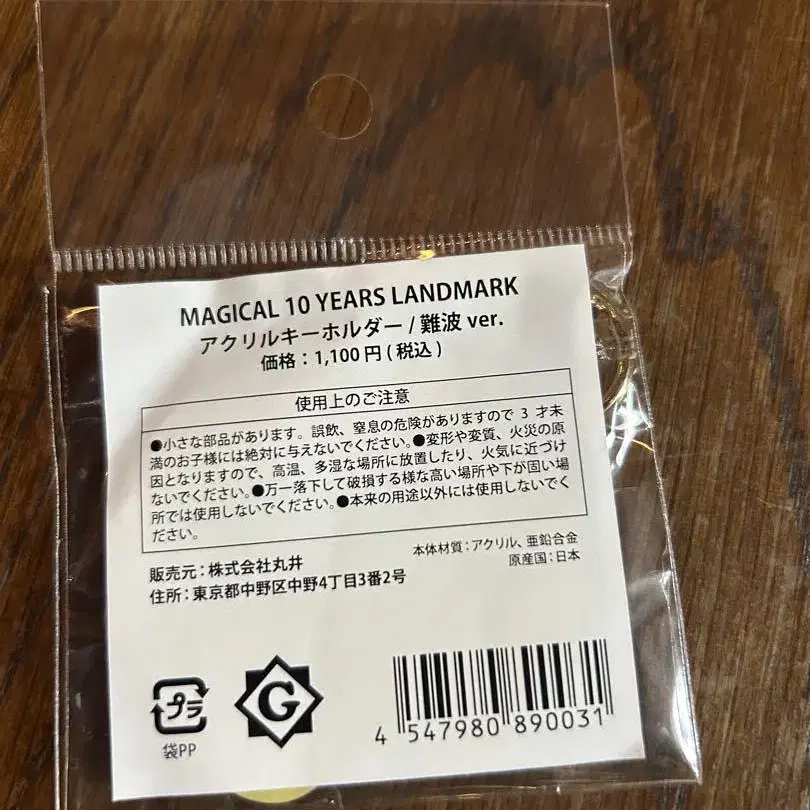 MAGICAL 10 YEARS LANDMARK
アクリルキーホルダー / 難波 ver.
価格：1,100 円 ( 税込 )
使用上のご注意
●小さな部品があります。誤飲、窒息の危険がありますので 3 才未
満のお子様には絶対に与えないでください。●変形や変質、火災の原
因となりますので、高温、多湿な場所に放置したり、火気に近づけ
ないでください。●万一落下して破損する様な高い場所や下が固い場
所では使用しないでください。●本来の用途以外には使用しないでく
ださい。
本体材質：アクリル、亜鉛合金
原産国：日本
販売元：株式会社丸井
住所：東京都中野区中野4丁目3番2号
プラ
袋PP
G
4 547980 890031